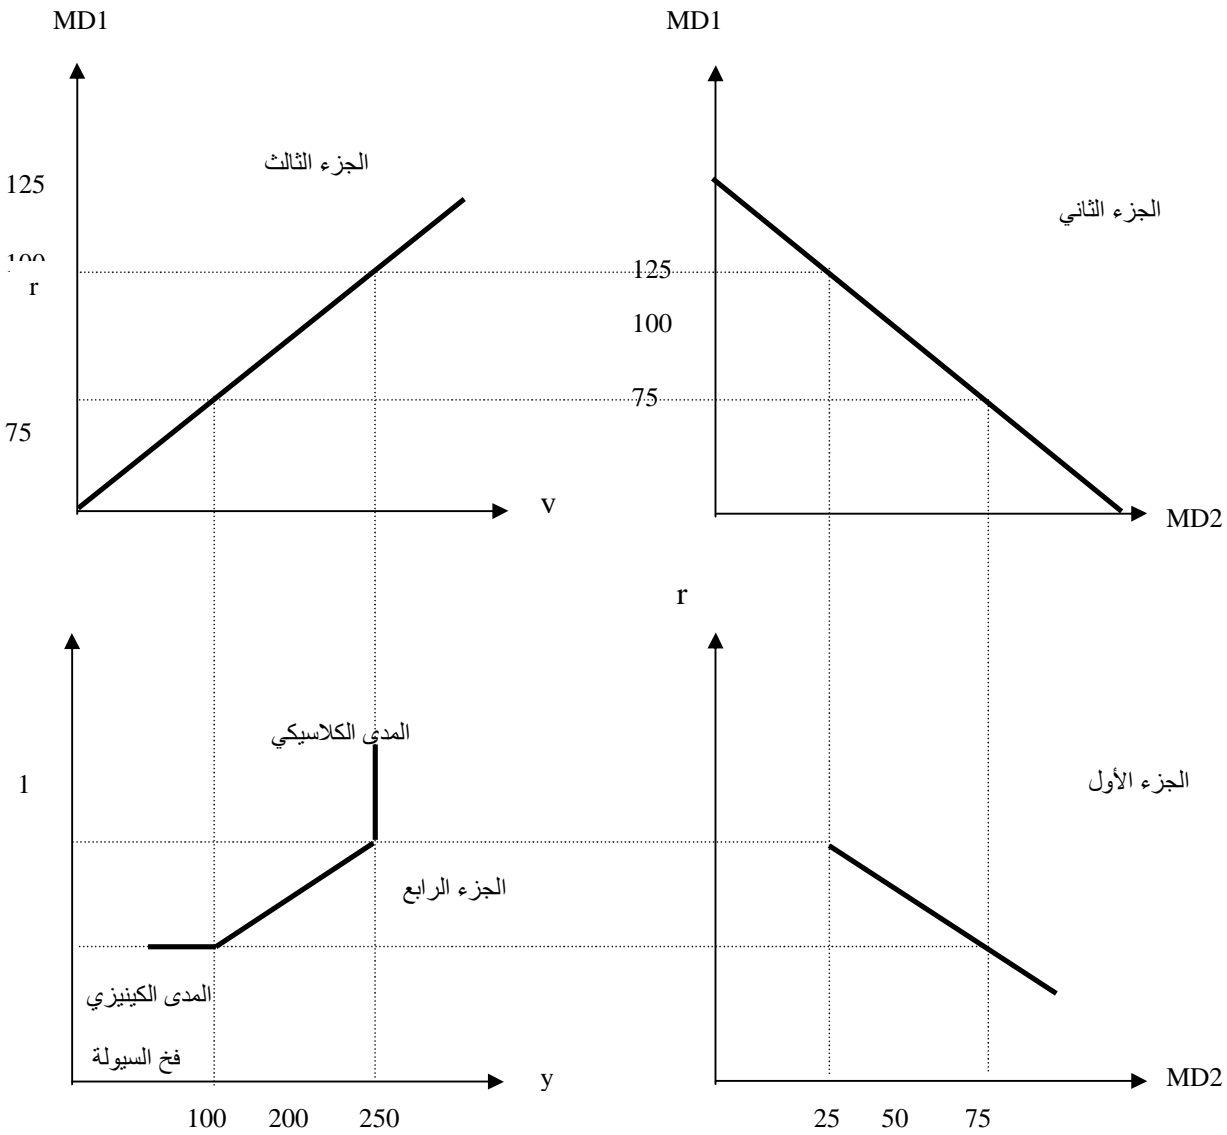 MD1
MD1
الجزء الثالث
125
الجزء الثاني
r
125
100
75
75
v
MD2
r
المدى الكلاسيكي
1
الجزء الأول
الجزء الرابع
المدى الكينيزي
فخ السيولة
y
MD2
100 200 250
25 50 75